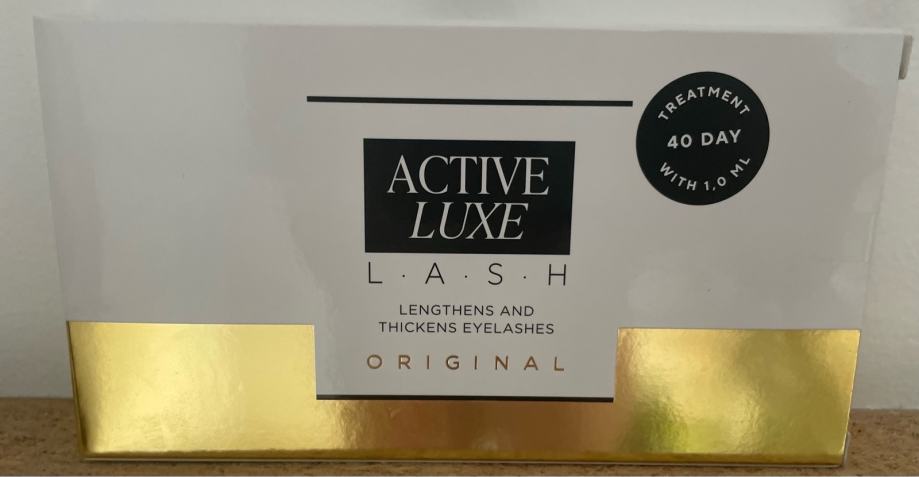 ACTIVE
LUXE
L·A·S·H
LENGTHENS AND
THICKENS EYELASHES
ORIGINAL
TREATMENT
40 DAY
WITH 1,0 ML